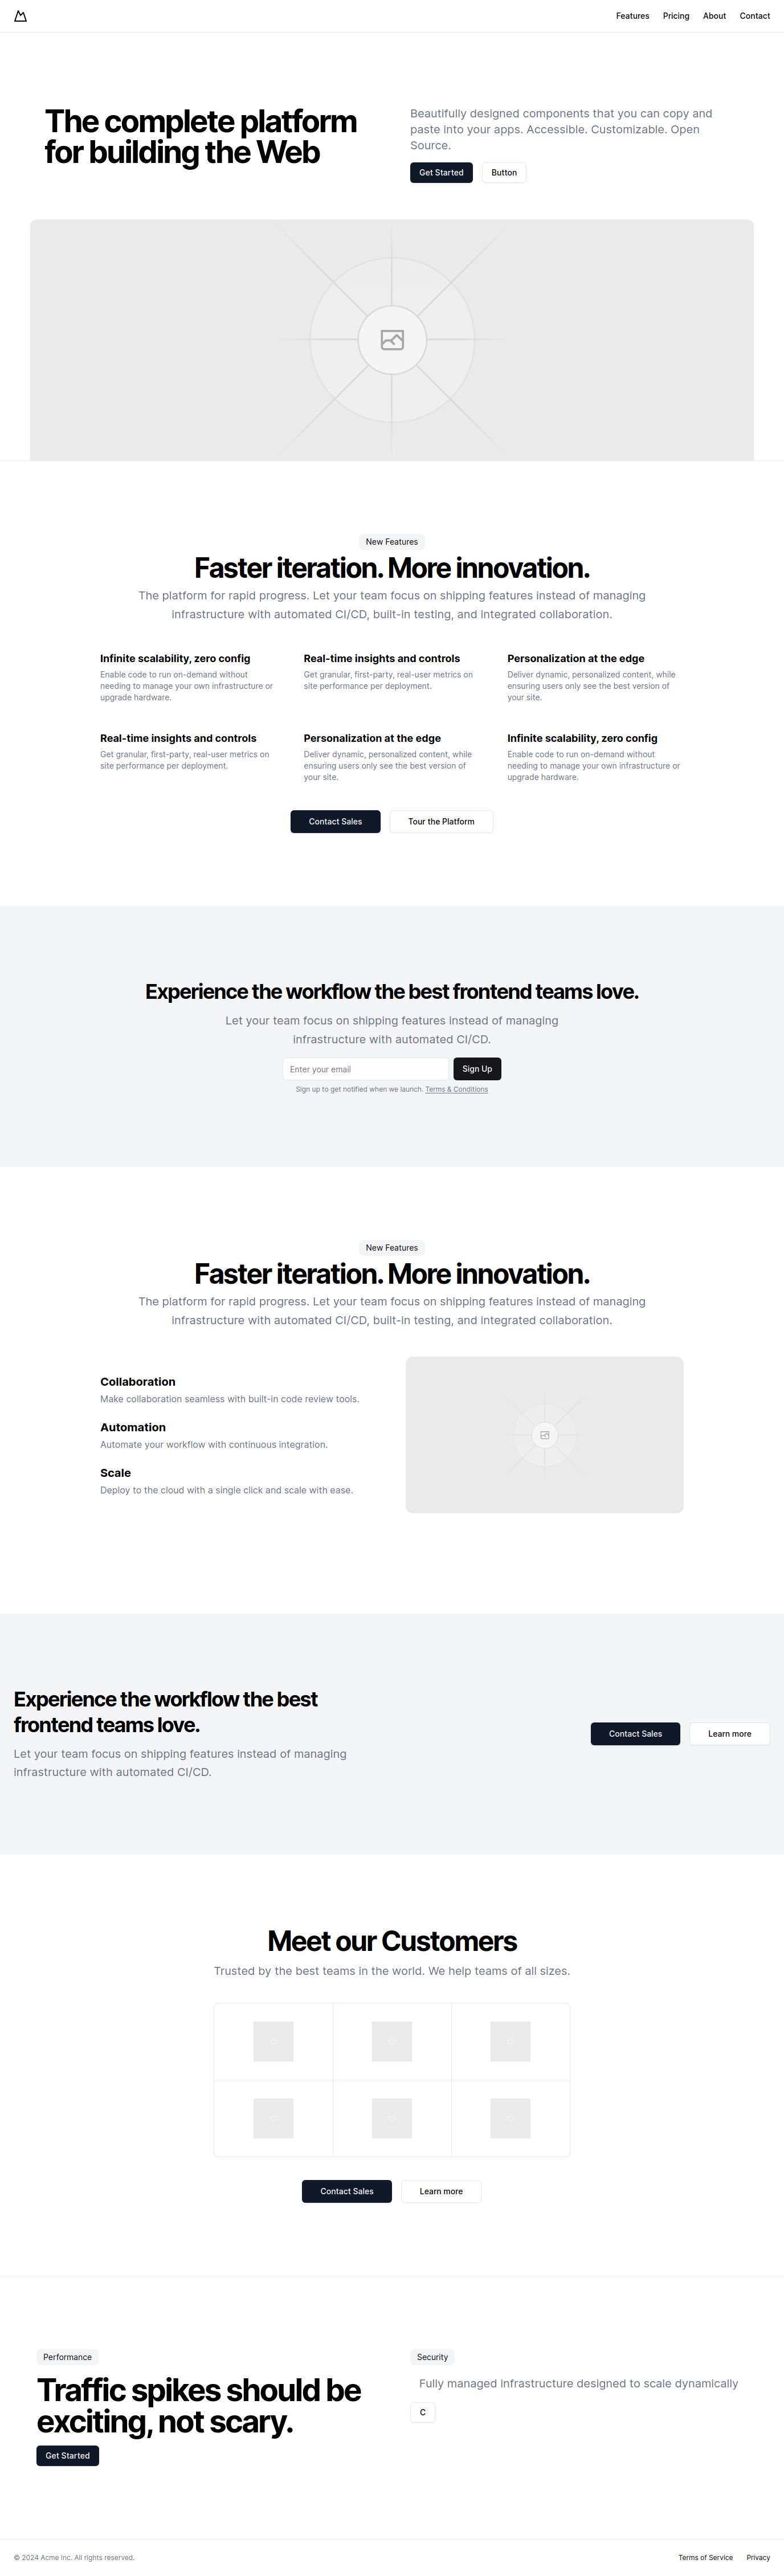 Features Pricing About Contact
The complete platform
for building the Web
Beautifully designed components that you can copy and
paste into your apps. Accessible. Customizable. Open
Source.
Get Started Button
New Features
Faster iteration. More innovation.
The platform for rapid progress. Let your team focus on shipping features instead of managing
infrastructure with automated CI/CD, built-in testing, and integrated collaboration.
Infinite scalability, zero config
Enable code to run on-demand without
needing to manage your own infrastructure or
upgrade hardware.
Real-time insights and controls
Get granular, first-party, real-user metrics on
site performance per deployment.
Personalization at the edge
Deliver dynamic, personalized content, while
ensuring users only see the best version of
your site.
Real-time insights and controls
Get granular, first-party, real-user metrics on
site performance per deployment.
Personalization at the edge
Deliver dynamic, personalized content, while
ensuring users only see the best version of
your site.
Infinite scalability, zero config
Enable code to run on-demand without
needing to manage your own infrastructure or
upgrade hardware.
Contact Sales Tour the Platform
Experience the workflow the best frontend teams love.
Let your team focus on shipping features instead of managing
infrastructure with automated CI/CD.
Enter your email Sign Up
Sign up to get notified when we launch. Terms & Conditions
New Features
Faster iteration. More innovation.
The platform for rapid progress. Let your team focus on shipping features instead of managing
infrastructure with automated CI/CD, built-in testing, and integrated collaboration.
Collaboration
Make collaboration seamless with built-in code review tools.
Automation
Automate your workflow with continuous integration.
Scale
Deploy to the cloud with a single click and scale with ease.
Experience the workflow the best
frontend teams love.
Let your team focus on shipping features instead of managing
infrastructure with automated CI/CD.
Contact Sales Learn more
Meet our Customers
Trusted by the best teams in the world. We help teams of all sizes.
Contact Sales Learn more
Performance
Traffic spikes should be
exciting, not scary.
Get Started
Security
Fully managed infrastructure designed to scale dynamically
C
© 2024 Acme Inc. All rights reserved.
Terms of Service Privacy